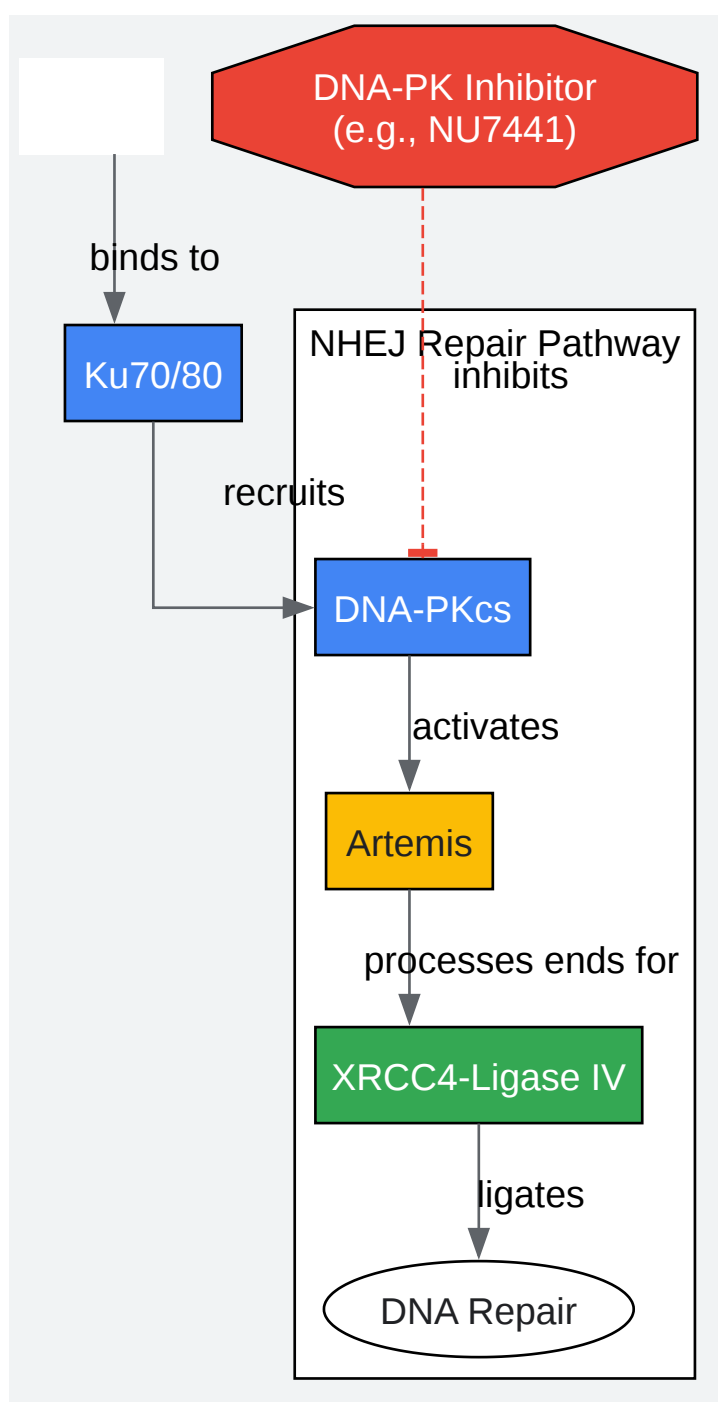 DNA-PK Inhibitor
(e.g., NU7441)
binds to
NHEJ Repair Pathway
inhibits
Ku70/80
recruits
DNA-PKcs
activates
Artemis
processes ends for
XRCC4-Ligase IV
ligates
DNA Repair